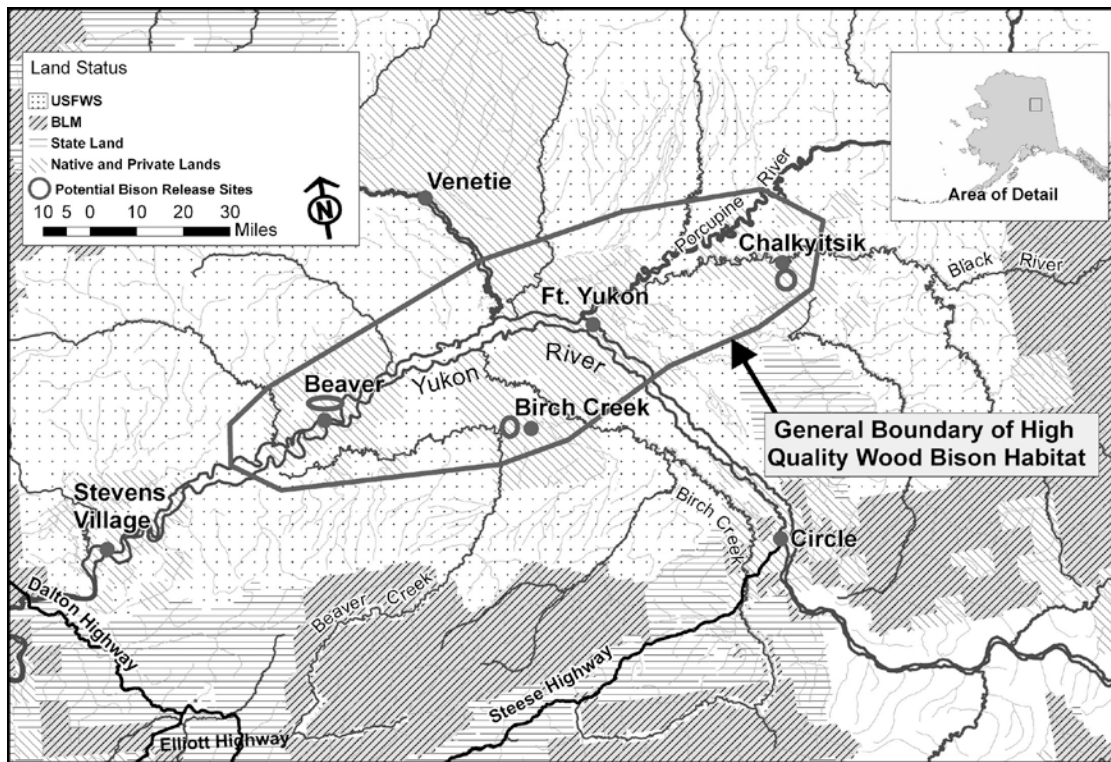 Land Status
USFWS
BLM
State Land
Native and Private Lands
Potential Bison Release Sites
10 5 0 10 20 30
Miles
N
Area of Detail
Venetie
Porcupine River
Chalkyitsik
Black River
Ft. Yukon
Yukon River
Beaver
Birch Creek
General Boundary of High
Quality Wood Bison Habitat
Stevens
Village
Birch Creek
Circle
Dalton Highway
Beaver Creek
Steese Highway
Elliott Highway